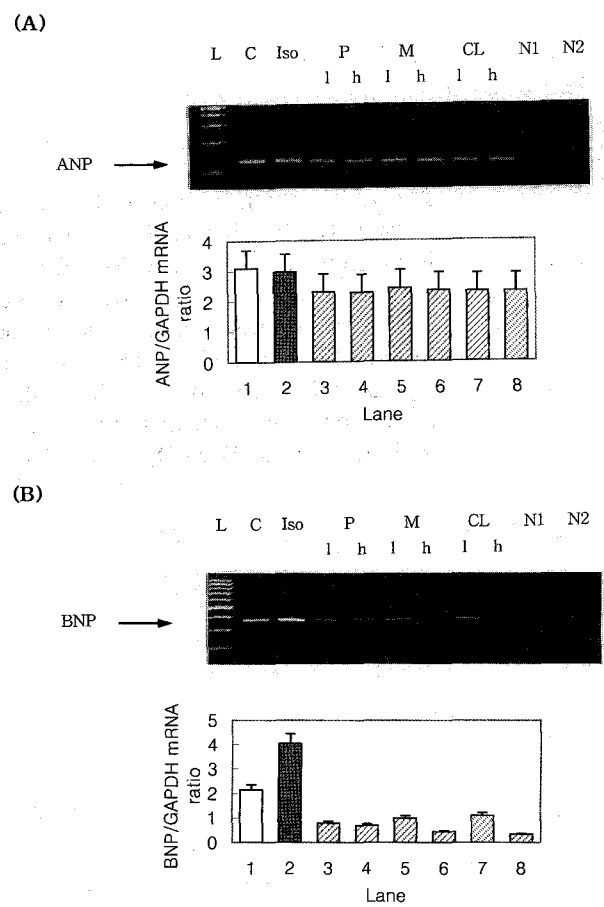 (A)
L C Iso P M CL N1 N2
l h l h l h
ANP
ANP/GAPDH mRNA
ratio
4
3
2
1
0
1 2 3 4 5 6 7 8
Lane
(B)
L C Iso P M CL N1 N2
l h l h l h
BNP
BNP/GAPDH mRNA
ratio
5
4
3
2
1
0
1 2 3 4 5 6 7 8
Lane